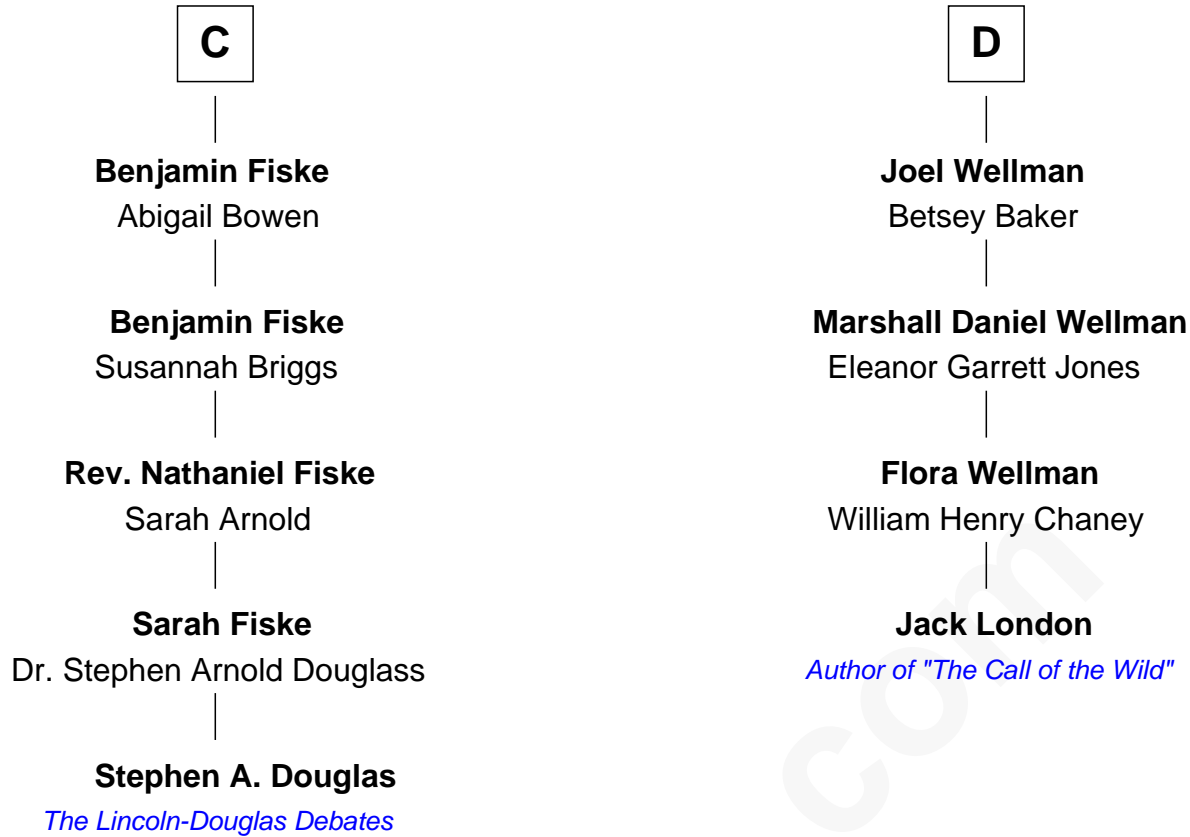 C
Benjamin Fiske
Abigail Bowen
Benjamin Fiske
Susannah Briggs
Rev. Nathaniel Fiske
Sarah Arnold
Sarah Fiske
Dr. Stephen Arnold Douglass
Stephen A. Douglas
The Lincoln-Douglas Debates
D
Joel Wellman
Betsey Baker
Marshall Daniel Wellman
Eleanor Garrett Jones
Flora Wellman
William Henry Chaney
Jack London
Author of "The Call of the Wild"
com